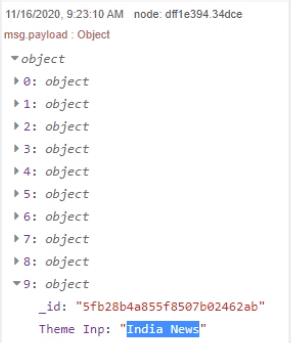 11/16/2020, 9:23:10 AM node: dff1e394.34dce
msg.payload : Object
object
0: object
1: object
2: object
3: object
4: object
5: object
6: object
7: object
8: object
9: object
_id: "5fb28b4a855f8507b02462ab"
Theme Inp: "India News"